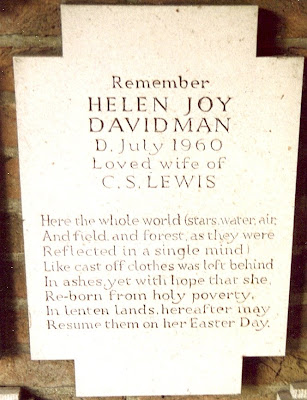 Remember
HELEN JOY
DAVIDMAN
D. July 1960
Loved wife of
C.S. LEWIS
Here the whole world (stars, water, air,
And field, and forest, as they were
Reflected in a single mind)
Like cast off clothes was left behind
In ashes, yet with hope that she,
Re-born from holy poverty,
In lenten lands, hereafter may
Resume them on her Easter Day.